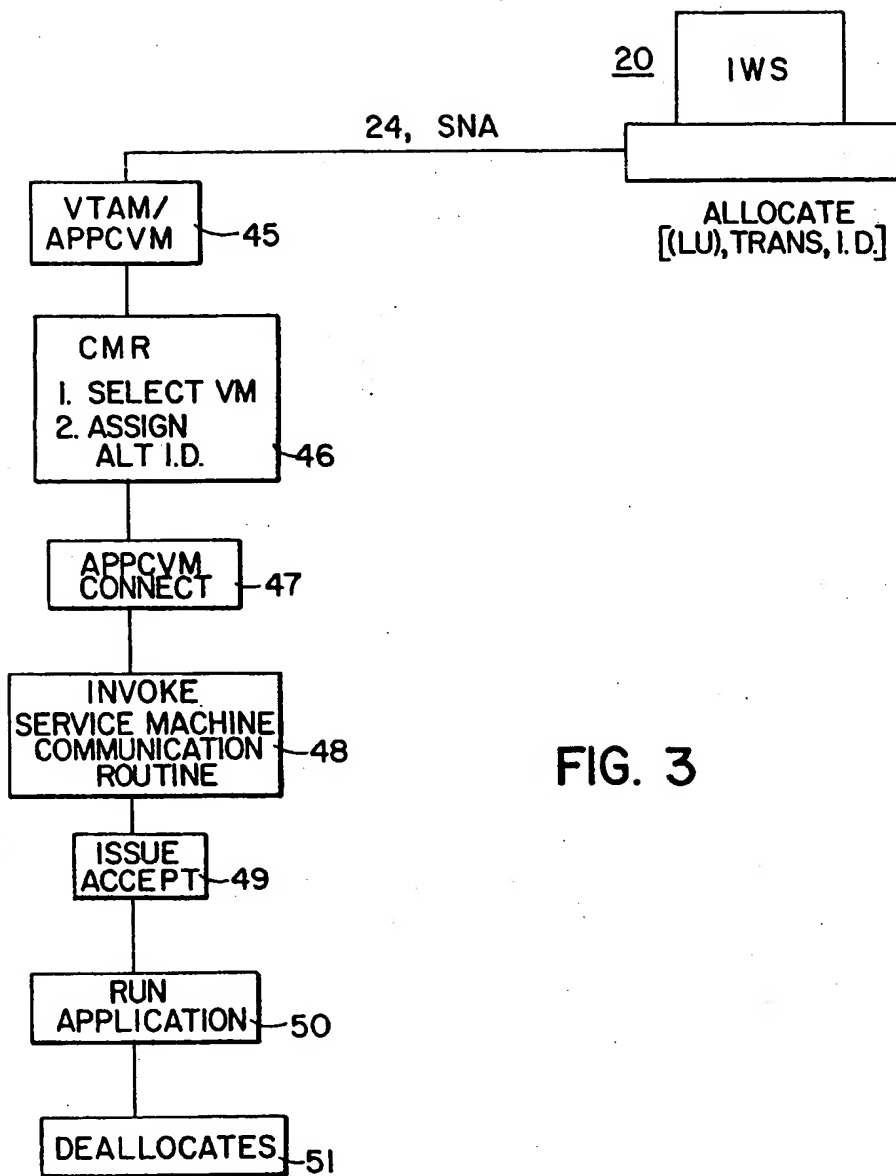 20
IWS
24, SNA
ALLOCATE
[(LU), TRANS, I.D.]
VTAM/
APPCVM
45
CMR
1. SELECT VM
2. ASSIGN
ALT I.D.
46
APPCVM
CONNECT
47
INVOKE
SERVICE MACHINE
COMMUNICATION
ROUTINE
48
ISSUE
ACCEPT
49
RUN
APPLICATION
50
DEALLOCATES
51
FIG. 3